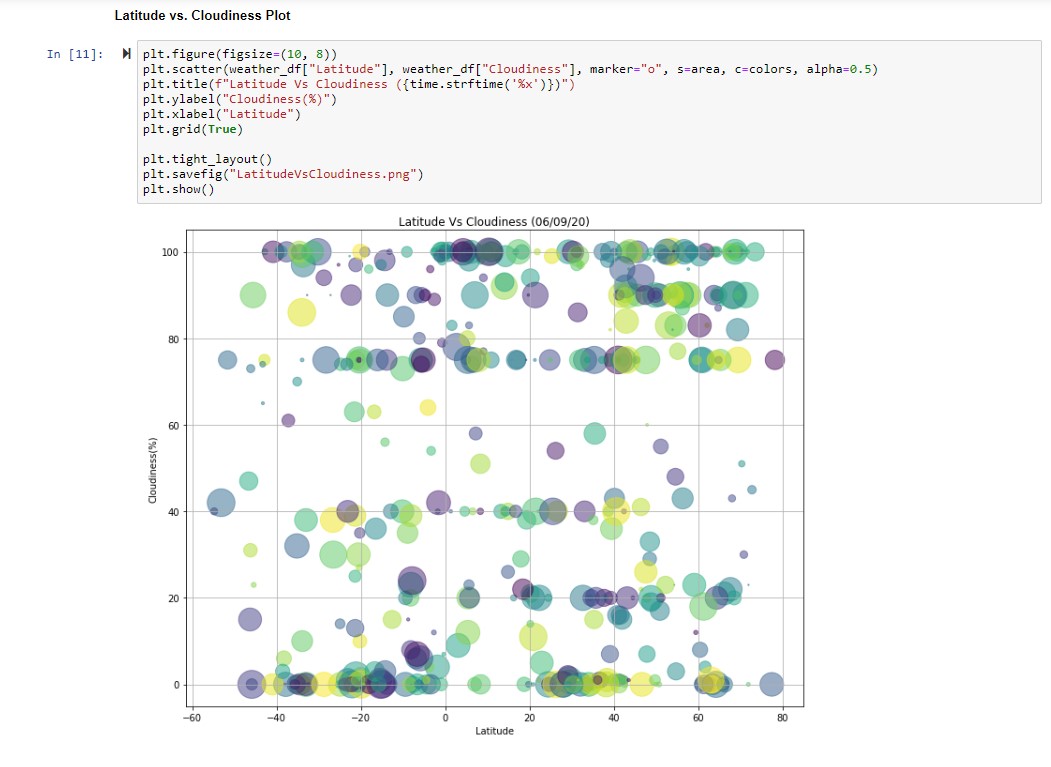 Latitude vs. Cloudiness Plot
In [11]:
plt.figure(figsize=(10, 8))
plt.scatter(weather_df["Latitude"], weather_df["Cloudiness"], marker="o", s=area, c=colors, alpha=0.5)
plt.title(f"Latitude Vs Cloudiness ({time.strftime('%x')})")
plt.ylabel("Cloudiness(%)")
plt.xlabel("Latitude")
plt.grid(True)
plt.tight_layout()
plt.savefig("LatitudeVsCloudiness.png")
plt.show()
Latitude Vs Cloudiness (06/09/20)
100
80
60
40
20
0
Cloudiness(%)
−60 −40 −20 0 20 40 60 80
Latitude